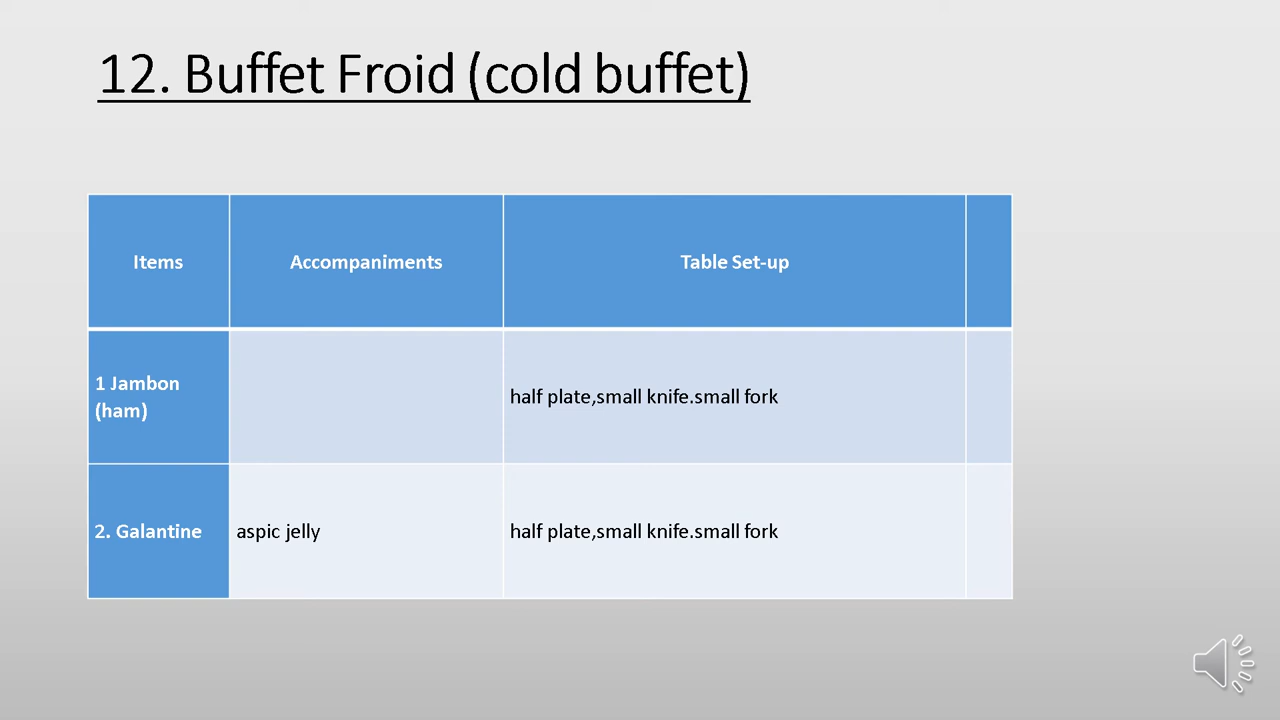 12. Buffet Froid (cold buffet)
Items Accompaniments Table Set-up
1 Jambon
(ham)
half plate,small knife.small fork
2. Galantine aspic jelly half plate,small knife.small fork